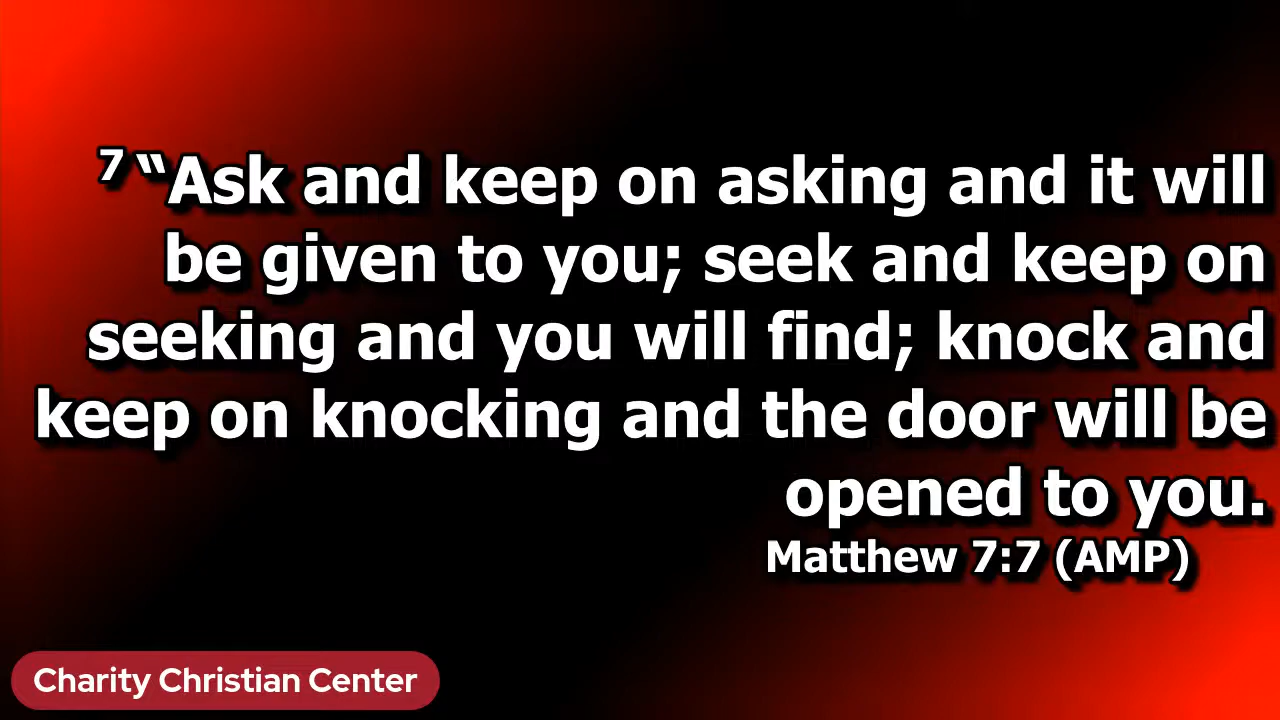 7 “Ask and keep on asking and it will
be given to you; seek and keep on
seeking and you will find; knock and
keep on knocking and the door will be
opened to you.
Matthew 7:7 (AMP)
Charity Christian Center